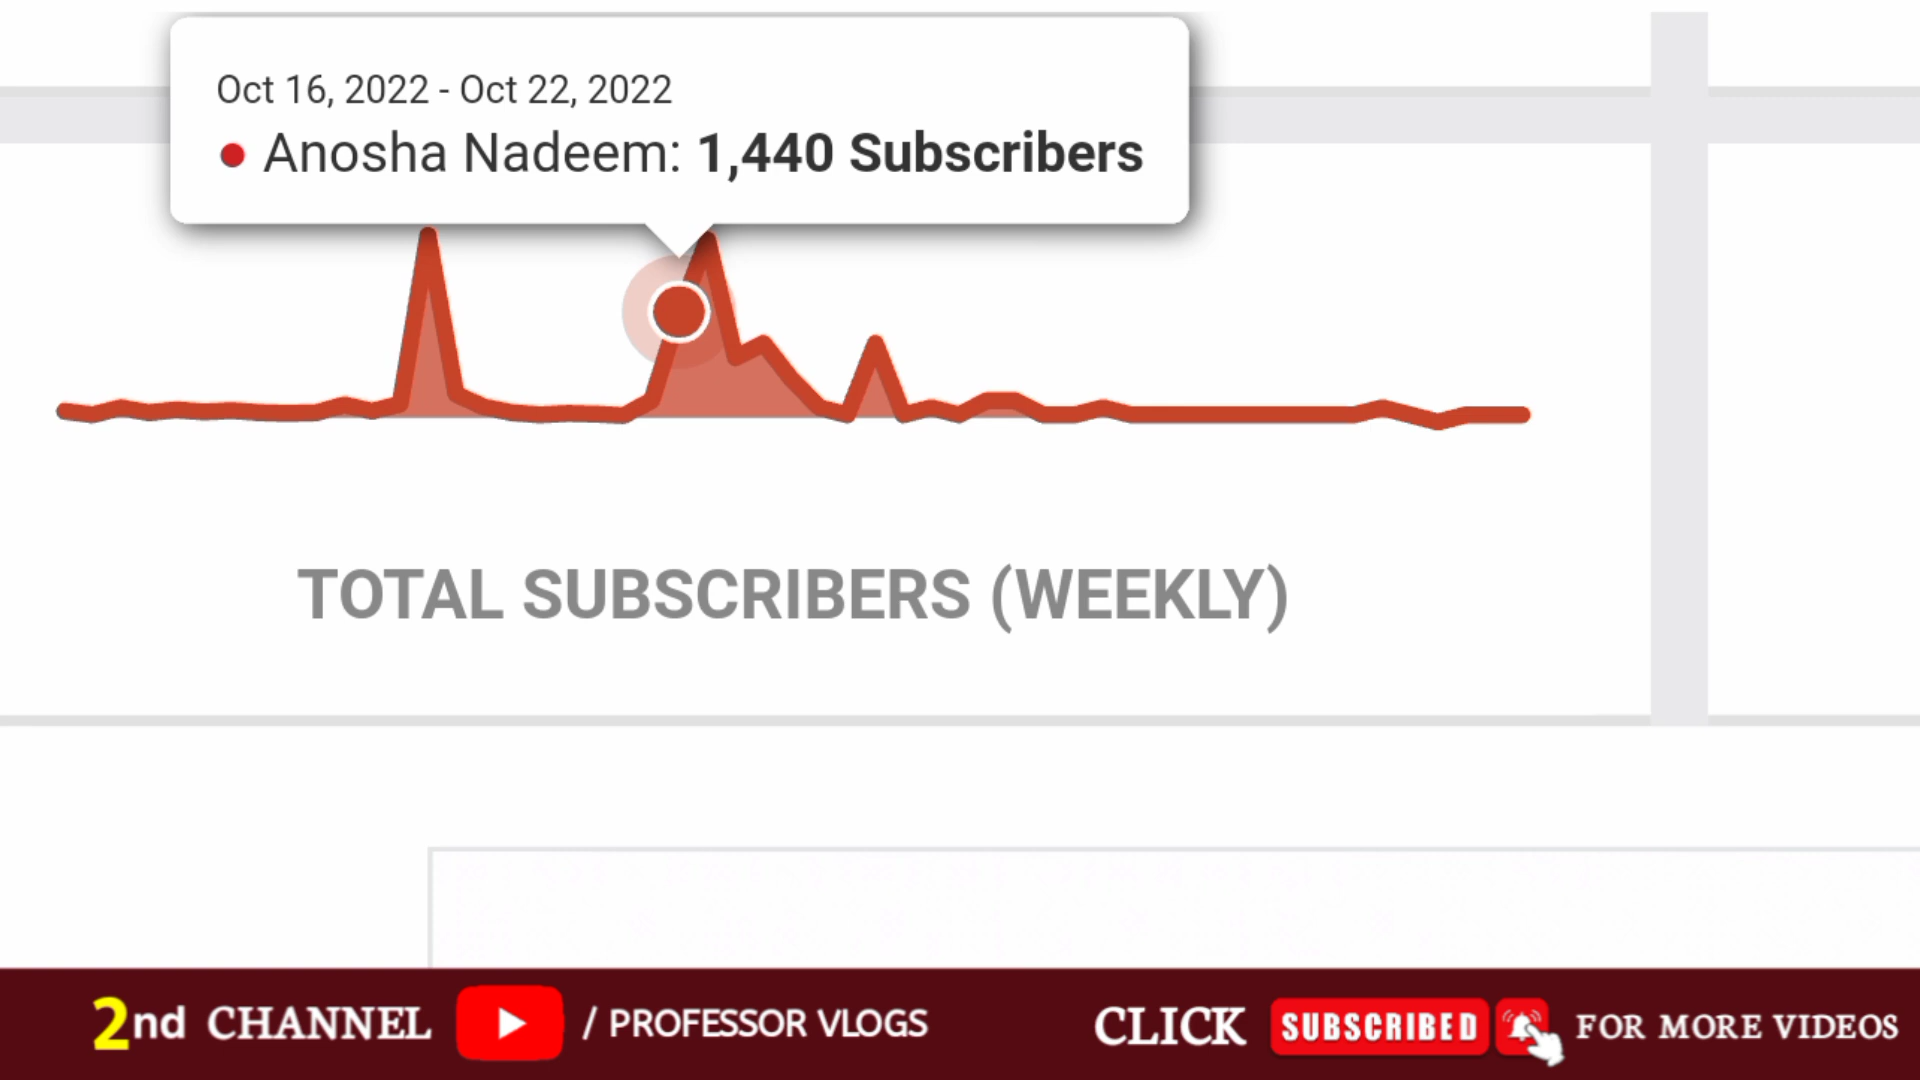 Oct 16, 2022 - Oct 22, 2022
Anosha Nadeem: 1,440 Subscribers
TOTAL SUBSCRIBERS (WEEKLY)
2nd CHANNEL / PROFESSOR VLOGS CLICK SUBSCRIBED FOR MORE VIDEOS